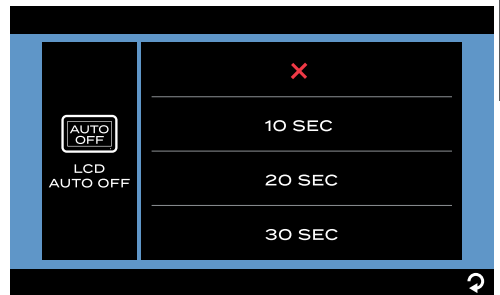 AUTO
OFF
LCD
AUTO OFF
10 SEC
20 SEC
30 SEC